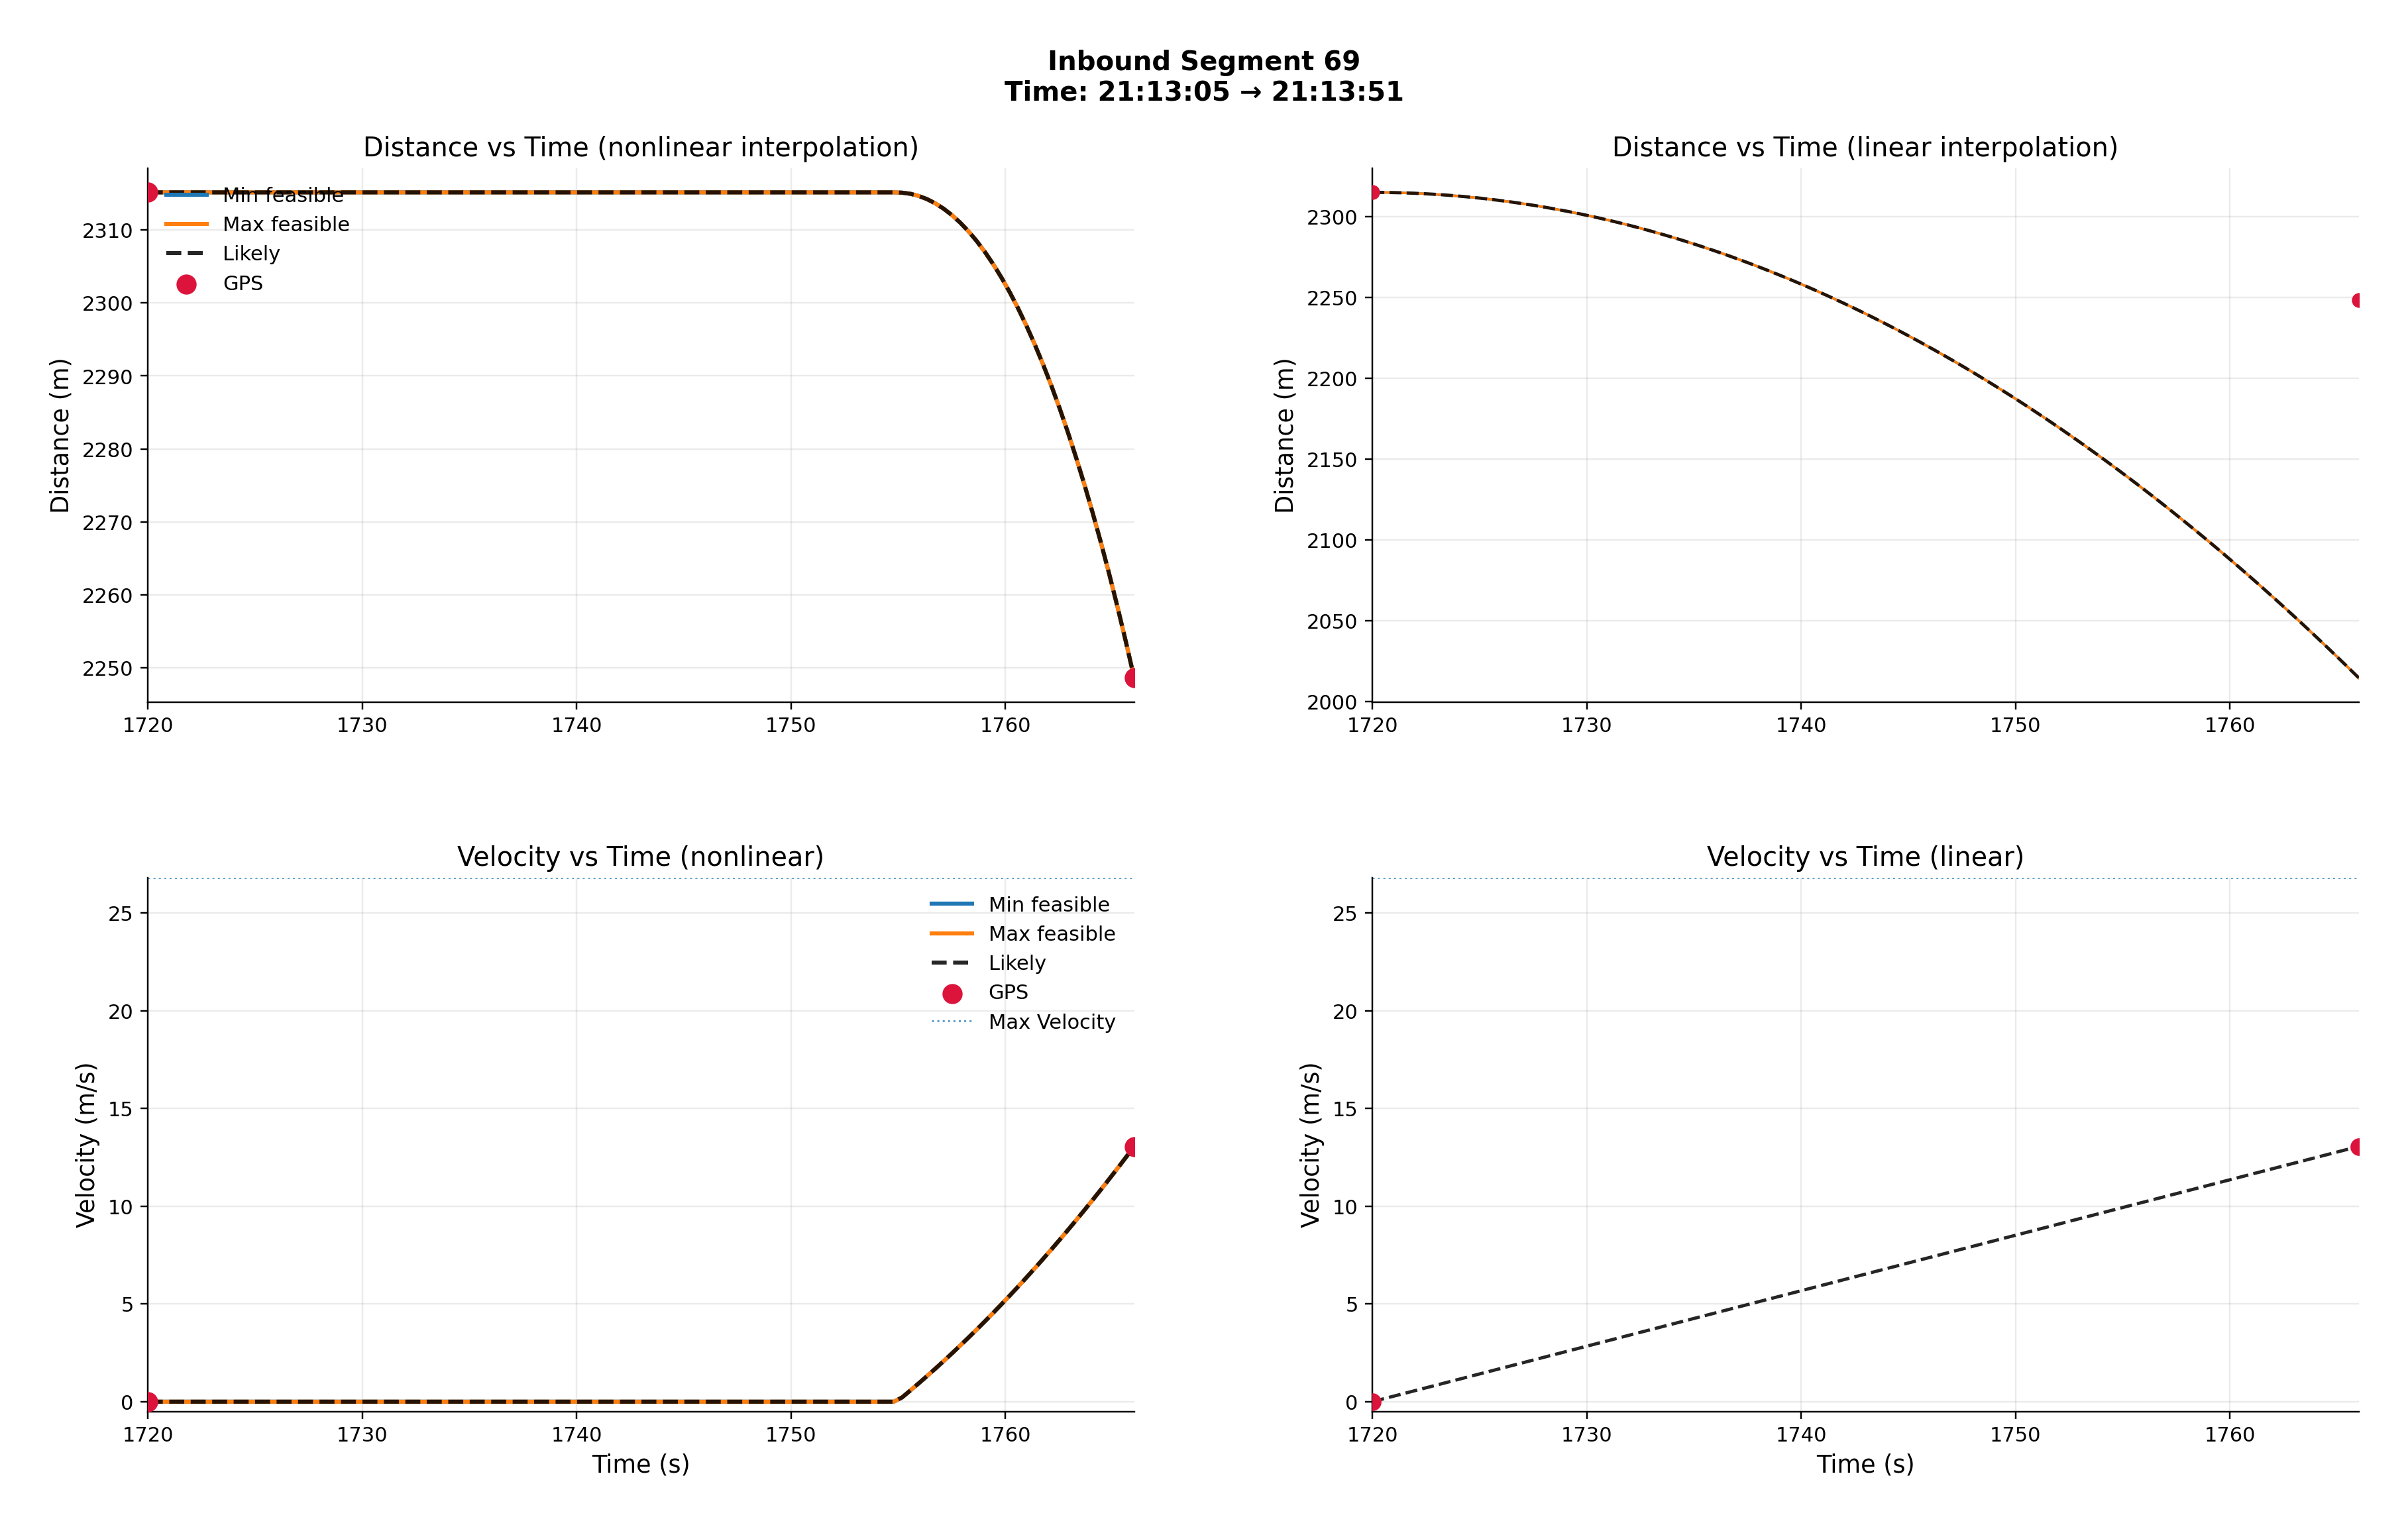 Inbound Segment 69
Time: 21:13:05 → 21:13:51
Distance vs Time (nonlinear interpolation)
Distance (m)
2310
2300
2290
2280
2270
2260
2250
1720 1730 1740 1750 1760
Min feasible
Max feasible
Likely
GPS
Distance vs Time (linear interpolation)
Distance (m)
2300
2250
2200
2150
2100
2050
2000
1720 1730 1740 1750 1760
Velocity vs Time (nonlinear)
Velocity (m/s)
25
20
15
10
5
0
1720 1730 1740 1750 1760
Time (s)
Min feasible
Max feasible
Likely
GPS
Max Velocity
Velocity vs Time (linear)
Velocity (m/s)
25
20
15
10
5
0
1720 1730 1740 1750 1760
Time (s)